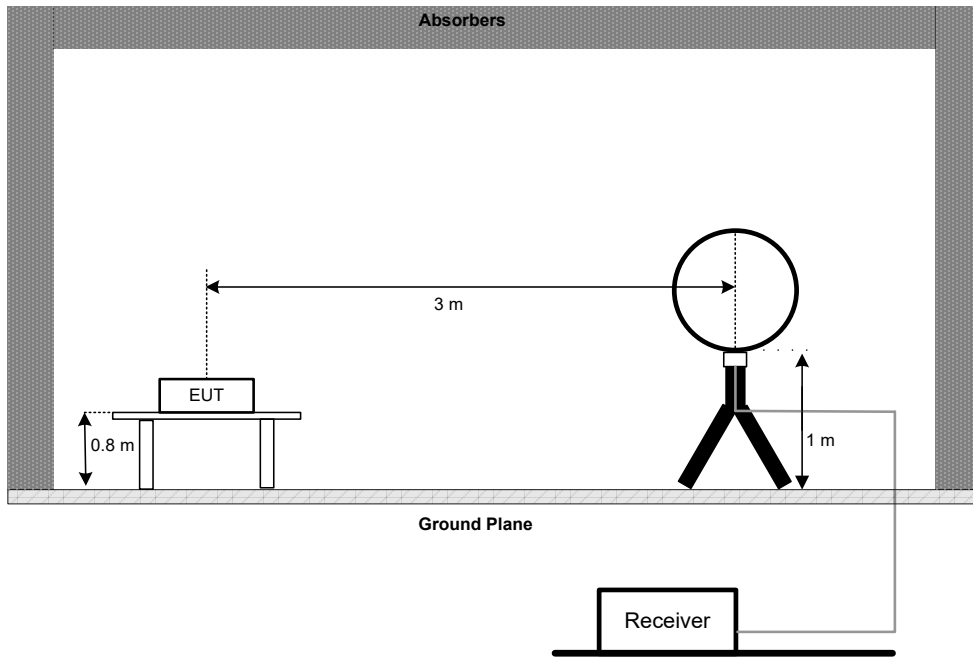 Absorbers
3 m
EUT
0.8 m
1 m
Ground Plane
Receiver